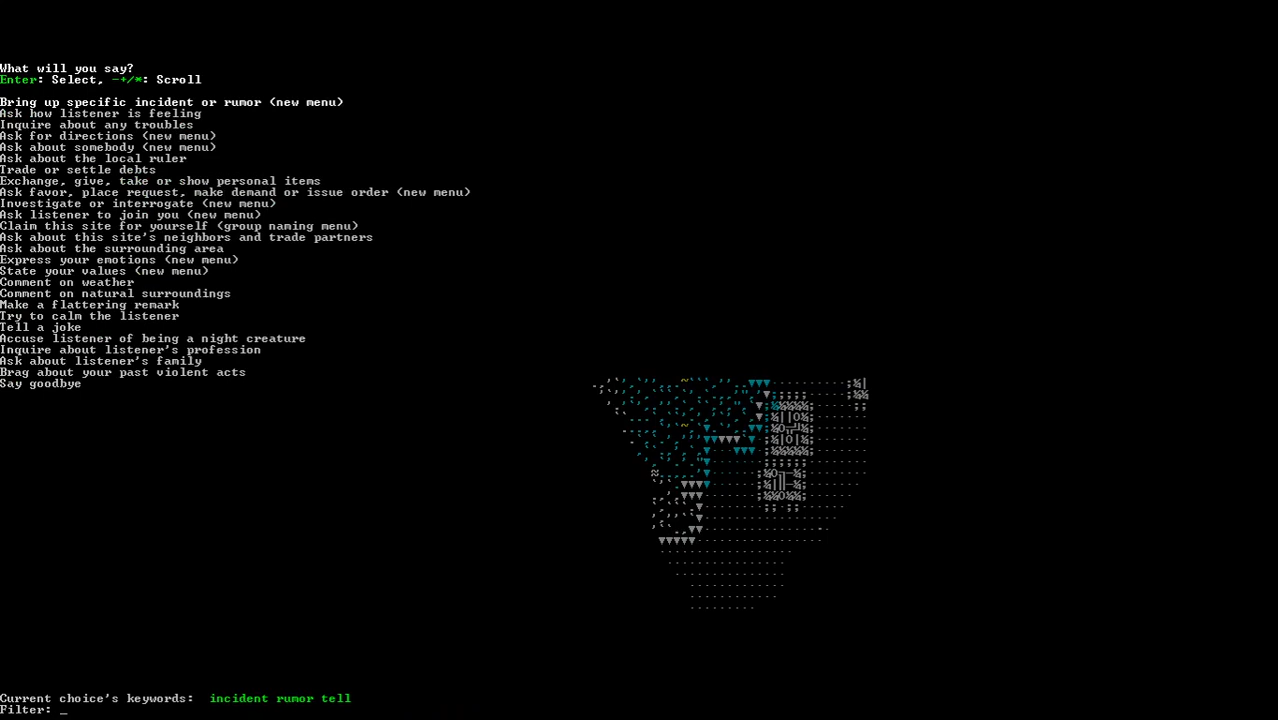 What will you say?
Enter: Select, -+/*: Scroll
Bring up specific incident or rumor (new menu)
Ask how listener is feeling
Inquire about any troubles
Ask for directions (new menu)
Ask about somebody (new menu)
Ask about the local ruler
Trade or settle debts
Exchange, give, take or show personal items
Ask favor, place request, make demand or issue order (new menu)
Investigate or interrogate (new menu)
Ask listener to join you (new menu)
Claim this site for yourself (group naming menu)
Ask about this site's neighbors and trade partners
Ask about the surrounding area
Express your emotions (new menu)
State your values (new menu)
Comment on weather
Comment on natural surroundings
Make a flattering remark
Try to calm the listener
Tell a joke
Accuse listener of being a night creature
Inquire about listener's profession
Ask about listener's family
Brag about your past violent acts
Say goodbye
Current choice's keywords: incident rumor tell
Filter: _